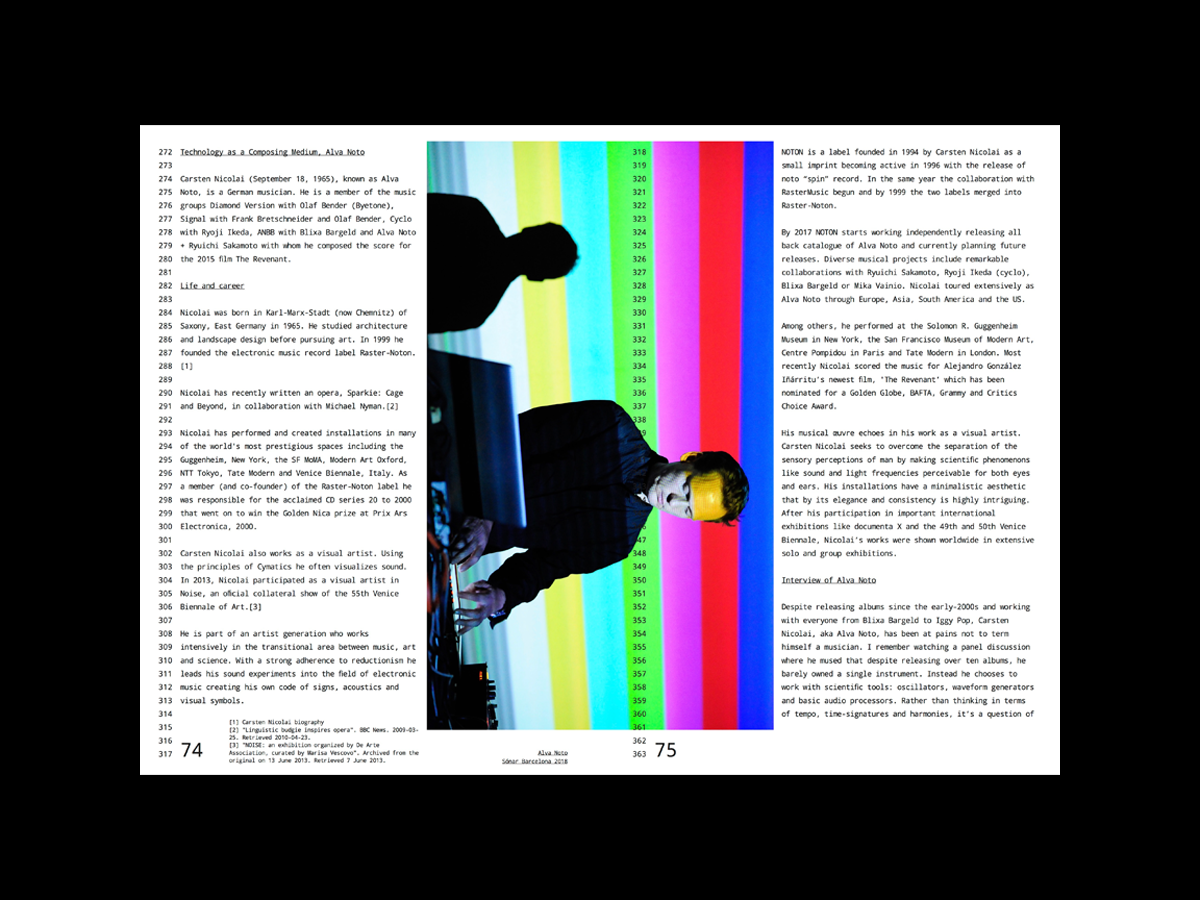 272 Technology as a Composing Medium, Alva Noto
273
274 Carsten Nicolai (September 18, 1965), known as Alva
275 Noto, is a German musician. He is a member of the music
276 groups Diamond Version with Olaf Bender (Byetone),
277 Signal with Frank Bretschneider and Olaf Bender, Cyclo
278 with Ryoji Ikeda, ANBB with Blixa Bargeld and Alva Noto
279 + Ryuichi Sakamoto with whom he composed the score for
280 the 2015 film The Revenant.
281
282 Life and career
283
284 Nicolai was born in Karl-Marx-Stadt (now Chemnitz) of
285 Saxony, East Germany in 1965. He studied architecture
286 and landscape design before pursuing art. In 1999 he
287 founded the electronic music record label Raster-Noton.
288 [1]
289
290 Nicolai has recently written an opera, Sparkie: Cage
291 and Beyond, in collaboration with Michael Nyman.[2]
292
293 Nicolai has performed and created installations in many
294 of the world's most prestigious spaces including the
295 Guggenheim, New York, the SF MoMA, Modern Art Oxford,
296 NTT Tokyo, Tate Modern and Venice Biennale, Italy. As
297 a member (and co-founder) of the Raster-Noton label he
298 was responsible for the acclaimed CD series 20 to 2000
299 that went on to win the Golden Nica prize at Prix Ars
300 Electronica, 2000.
301
302 Carsten Nicolai also works as a visual artist. Using
303 the principles of Cymatics he often visualizes sound.
304 In 2013, Nicolai participated as a visual artist in
305 Noise, an oficial collateral show of the 55th Venice
306 Biennale of Art.[3]
307
308 He is part of an artist generation who works
309 intensively in the transitional area between music, art
310 and science. With a strong adherence to reductionism he
311 leads his sound experiments into the field of electronic
312 music creating his own code of signs, acoustics and
313 visual symbols.
314
315
316
317 74
[1] Carsten Nicolai biography
[2] "Linguistic budgie inspires opera". BBC News. 2009-03-
25. Retrieved 2010-04-23.
[3] "NOISE: an exhibition organized by De Arte
Association, curated by Marisa Vescovo". Archived from the
original on 13 June 2013. Retrieved 7 June 2013.
Alva Noto
Sónar Barcelona 2018
318
319
320
321
322
323
324
325
326
327
328
329
330
331
332
333
334
335
336
337
338
348
349
350
351
352
353
354
355
356
357
358
359
360
361
362
363 75
NOTON is a label founded in 1994 by Carsten Nicolai as a
small imprint becoming active in 1996 with the release of
noto “spin” record. In the same year the collaboration with
RasterMusic begun and by 1999 the two labels merged into
Raster-Noton.
By 2017 NOTON starts working independently releasing all
back catalogue of Alva Noto and currently planning future
releases. Diverse musical projects include remarkable
collaborations with Ryuichi Sakamoto, Ryoji Ikeda (cyclo),
Blixa Bargeld or Mika Vainio. Nicolai toured extensively as
Alva Noto through Europe, Asia, South America and the US.
Among others, he performed at the Solomon R. Guggenheim
Museum in New York, the San Francisco Museum of Modern Art,
Centre Pompidou in Paris and Tate Modern in London. Most
recently Nicolai scored the music for Alejandro González
Iñárritu's newest film, 'The Revenant' which has been
nominated for a Golden Globe, BAFTA, Grammy and Critics
Choice Award.
His musical œuvre echoes in his work as a visual artist.
Carsten Nicolai seeks to overcome the separation of the
sensory perceptions of man by making scientific phenomenons
like sound and light frequencies perceivable for both eyes
and ears. His installations have a minimalistic aesthetic
that by its elegance and consistency is highly intriguing.
After his participation in important international
exhibitions like documenta X and the 49th and 50th Venice
Biennale, Nicolai's works were shown worldwide in extensive
solo and group exhibitions.
Interview of Alva Noto
Despite releasing albums since the early-2000s and working
with everyone from Blixa Bargeld to Iggy Pop, Carsten
Nicolai, aka Alva Noto, has been at pains not to term
himself a musician. I remember watching a panel discussion
where he mused that despite releasing over ten albums, he
barely owned a single instrument. Instead he chooses to
work with scientific tools: oscillators, waveform generators
and basic audio processors. Rather than thinking in terms
of tempo, time-signatures and harmonies, it's a question of